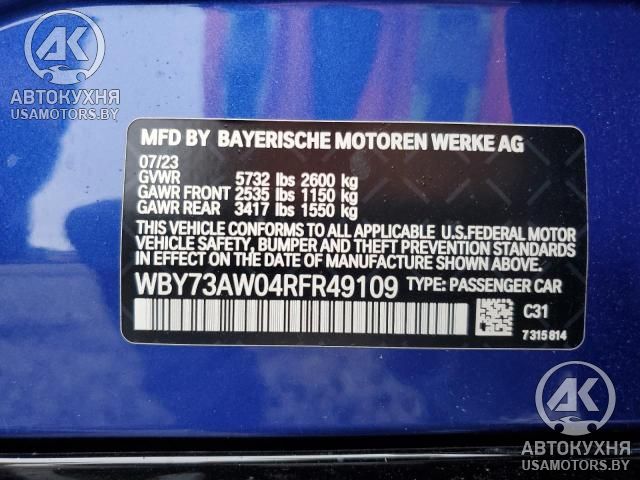 АК
АВТОКУХНЯ
USAMOTORS.BY
MFD BY BAYERISCHE MOTOREN WERKE AG
07/23
GVWR 5732 lbs 2600 kg
GAWR FRONT 2535 lbs 1150 kg
GAWR REAR 3417 lbs 1550 kg
THIS VEHICLE CONFORMS TO ALL APPLICABLE U.S.FEDERAL MOTOR
VEHICLE SAFETY, BUMPER AND THEFT PREVENTION STANDARDS
IN EFFECT ON THE DATE OF MANUFACTURE SHOWN ABOVE.
WBY73AW04RFR49109 TYPE: PASSENGER CAR
C31
7315814
АК
АВТОКУХНЯ
USAMOTORS.BY